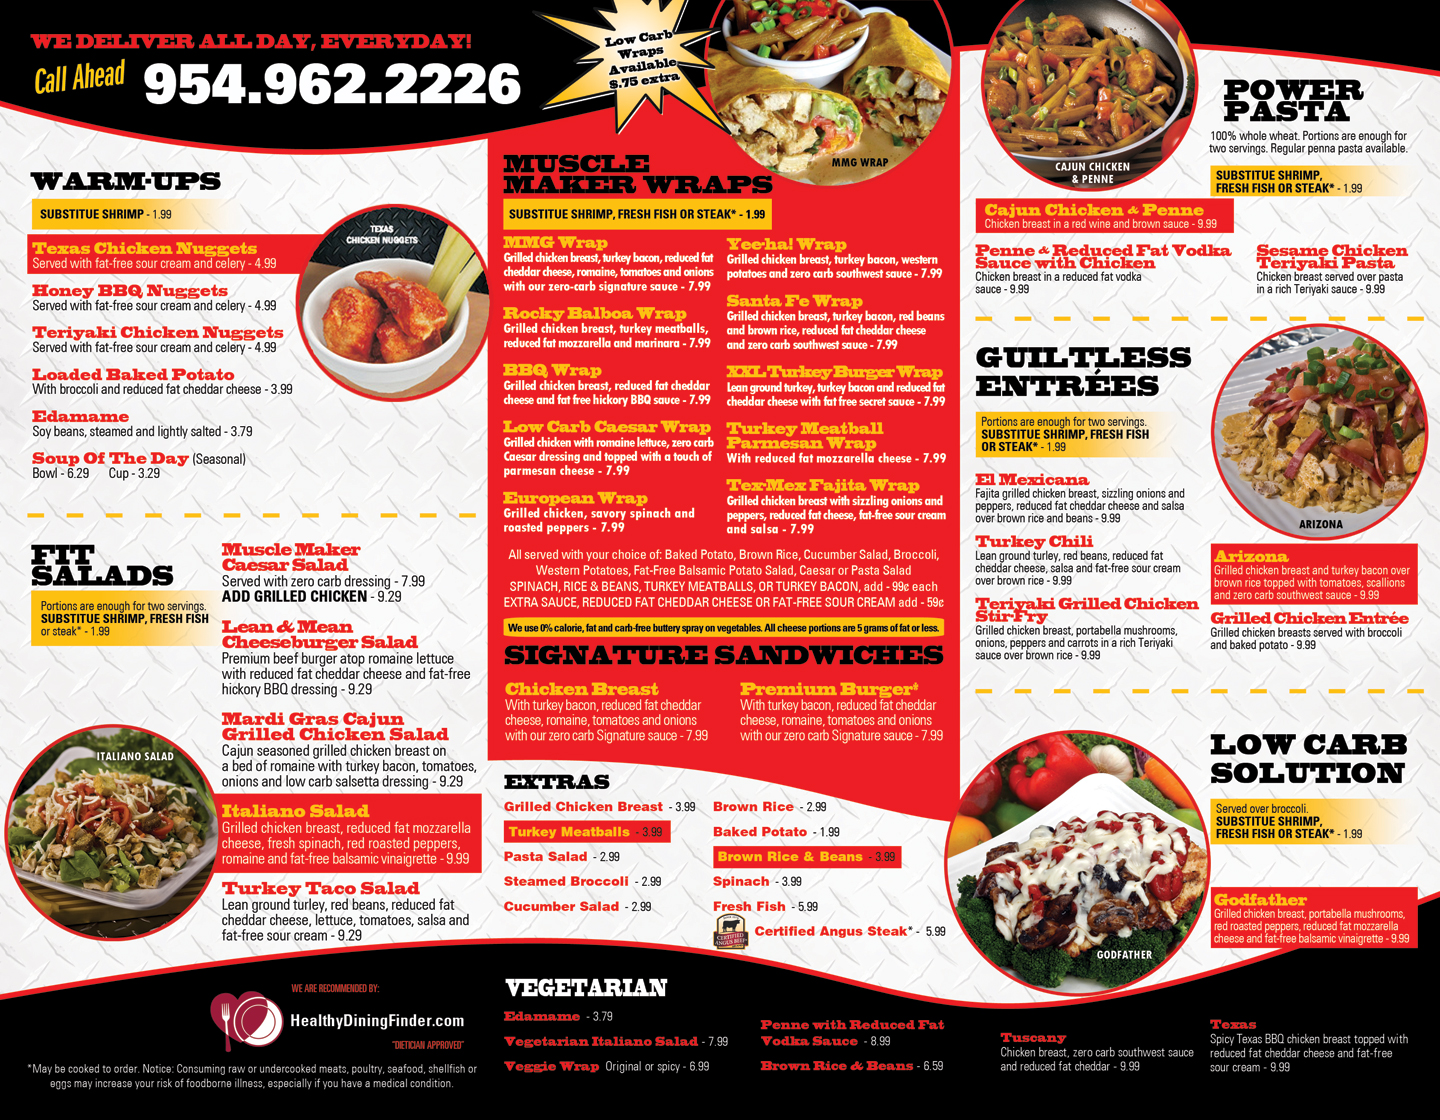 WE DELIVER ALL DAY, EVERYDAY!
Call Ahead 954.962.2226
WARM-UPS
SUBSTITUE SHRIMP - 1.99
Texas Chicken Nuggets
Served with fat-free sour cream and celery - 4.99
Honey BBQ Nuggets
Served with fat-free sour cream and celery - 4.99
Teriyaki Chicken Nuggets
Served with fat-free sour cream and celery - 4.99
Loaded Baked Potato
With broccoli and reduced fat cheddar cheese - 3.99
Edamame
Soy beans, steamed and lightly salted - 3.79
Soup Of The Day (Seasonal)
Bowl - 6.29 Cup - 3.29
TEXAS
CHICKEN NUGGETS
FIT
SALADS
Portions are enough for two servings.
SUBSTITUE SHRIMP, FRESH FISH
or steak* - 1.99
Muscle Maker
Caesar Salad
Served with zero carb dressing - 7.99
ADD GRILLED CHICKEN - 9.29
Lean & Mean
Cheeseburger Salad
Premium beef burger atop romaine lettuce
with reduced fat cheddar cheese and fat-free
hickory BBQ dressing - 9.29
Mardi Gras Cajun
Grilled Chicken Salad
Cajun seasoned grilled chicken breast on
a bed of romaine with turkey bacon, tomatoes,
onions and low carb salsetta dressing - 9.29
Italiano Salad
Grilled chicken breast, reduced fat mozzarella
cheese, fresh spinach, red roasted peppers,
romaine and fat-free balsamic vinaigrette - 9.99
Turkey Taco Salad
Lean ground turley, red beans, reduced fat
cheddar cheese, lettuce, tomatoes, salsa and
fat-free sour cream - 9.29
ITALIANO SALAD
WE ARE RECOMMENDED BY:
HealthyDiningFinder.com
"DIETICIAN APPROVED"
*May be cooked to order. Notice: Consuming raw or undercooked meats, poultry, seafood, shellfish or
eggs may increase your risk of foodborne illness, especially if you have a medical condition.
Low Carb
Wraps
Available
$.75 extra
MMG WRAP
MUSCLE
MAKER WRAPS
SUBSTITUE SHRIMP, FRESH FISH OR STEAK* - 1.99
MMG Wrap
Grilled chicken breast, turkey bacon, reduced fat
cheddar cheese, romaine, tomatoes and onions
with our zero-carb signature sauce - 7.99
Rocky Balboa Wrap
Grilled chicken breast, turkey meatballs,
reduced fat mozzarella and marinara - 7.99
BBQ Wrap
Grilled chicken breast, reduced fat cheddar
cheese and fat free hickory BBQ sauce - 7.99
Low Carb Caesar Wrap
Grilled chicken with romaine lettuce, zero carb
Caesar dressing and topped with a touch of
parmesan cheese - 7.99
European Wrap
Grilled chicken, savory spinach and
roasted peppers - 7.99
Yee-ha! Wrap
Grilled chicken breast, turkey bacon, western
potatoes and zero carb southwest sauce - 7.99
Santa Fe Wrap
Grilled chicken breast, turkey bacon, red beans
and brown rice, reduced fat cheddar cheese
and zero carb southwest sauce - 7.99
XXL Turkey Burger Wrap
Lean ground turkey, turkey bacon and reduced fat
cheddar cheese with fat free secret sauce - 7.99
Turkey Meatball
Parmesan Wrap
With reduced fat mozzarella cheese - 7.99
Tex-Mex Fajita Wrap
Grilled chicken breast with sizzling onions and
peppers, reduced fat cheese, fat-free sour cream
and salsa - 7.99
All served with your choice of: Baked Potato, Brown Rice, Cucumber Salad, Broccoli,
Western Potatoes, Fat-Free Balsamic Potato Salad, Caesar or Pasta Salad
SPINACH, RICE & BEANS, TURKEY MEATBALLS, OR TURKEY BACON, add - 99¢ each
EXTRA SAUCE, REDUCED FAT CHEDDAR CHEESE OR FAT-FREE SOUR CREAM add - 59¢
We use 0% calorie, fat and carb-free buttery spray on vegetables. All cheese portions are 5 grams of fat or less.
SIGNATURE SANDWICHES
Chicken Breast
With turkey bacon, reduced fat cheddar
cheese, romaine, tomatoes and onions
with our zero carb Signature sauce - 7.99
Premium Burger*
With turkey bacon, reduced fat cheddar
cheese, romaine, tomatoes and onions
with our zero carb Signature sauce - 7.99
EXTRAS
Grilled Chicken Breast - 3.99
Turkey Meatballs - 3.99
Pasta Salad - 2.99
Steamed Broccoli - 2.99
Cucumber Salad - 2.99
Brown Rice - 2.99
Baked Potato - 1.99
Brown Rice & Beans - 3.99
Spinach - 3.99
Fresh Fish - 5.99
CERTIFIED
ANGUS BEEF
Certified Angus Steak* - 5.99
VEGETARIAN
Edamame - 3.79
Vegetarian Italiano Salad - 7.99
Veggie Wrap Original or spicy - 6.99
Penne with Reduced Fat
Vodka Sauce - 8.99
Brown Rice & Beans - 6.59
CAJUN CHICKEN
& PENNE
POWER
PASTA
100% whole wheat. Portions are enough for
two servings. Regular penna pasta available.
SUBSTITUE SHRIMP,
FRESH FISH OR STEAK* - 1.99
Cajun Chicken & Penne
Chicken breast in a red wine and brown sauce - 9.99
Penne & Reduced Fat Vodka
Sauce with Chicken
Chicken breast in a reduced fat vodka
sauce - 9.99
Sesame Chicken
Teriyaki Pasta
Chicken breast served over pasta
in a rich Teriyaki sauce - 9.99
GUILTLESS
ENTRÉES
Portions are enough for two servings.
SUBSTITUE SHRIMP, FRESH FISH
OR STEAK* - 1.99
El Mexicana
Fajita grilled chicken breast, sizzling onions and
peppers, reduced fat cheddar cheese and salsa
over brown rice and beans - 9.99
Turkey Chili
Lean ground turley, red beans, reduced fat
cheddar cheese, salsa and fat-free sour cream
over brown rice - 9.99
Teriyaki Grilled Chicken
Stir-Fry
Grilled chicken breast, portabella mushrooms,
onions, peppers and carrots in a rich Teriyaki
sauce over brown rice - 9.99
ARIZONA
Arizona
Grilled chicken breast and turkey bacon over
brown rice topped with tomatoes, scallions
and zero carb southwest sauce - 9.99
Grilled Chicken Entrée
Grilled chicken breasts served with broccoli
and baked potato - 9.99
LOW CARB
SOLUTION
Served over broccoli.
SUBSTITUE SHRIMP,
FRESH FISH OR STEAK* - 1.99
GODFATHER
Godfather
Grilled chicken breast, portabella mushrooms,
red roasted peppers, reduced fat mozzarella
cheese and fat-free balsamic vinaigrette - 9.99
Tuscany
Chicken breast, zero carb southwest sauce
and reduced fat cheddar - 9.99
Texas
Spicy Texas BBQ chicken breast topped with
reduced fat cheddar cheese and fat-free
sour cream - 9.99